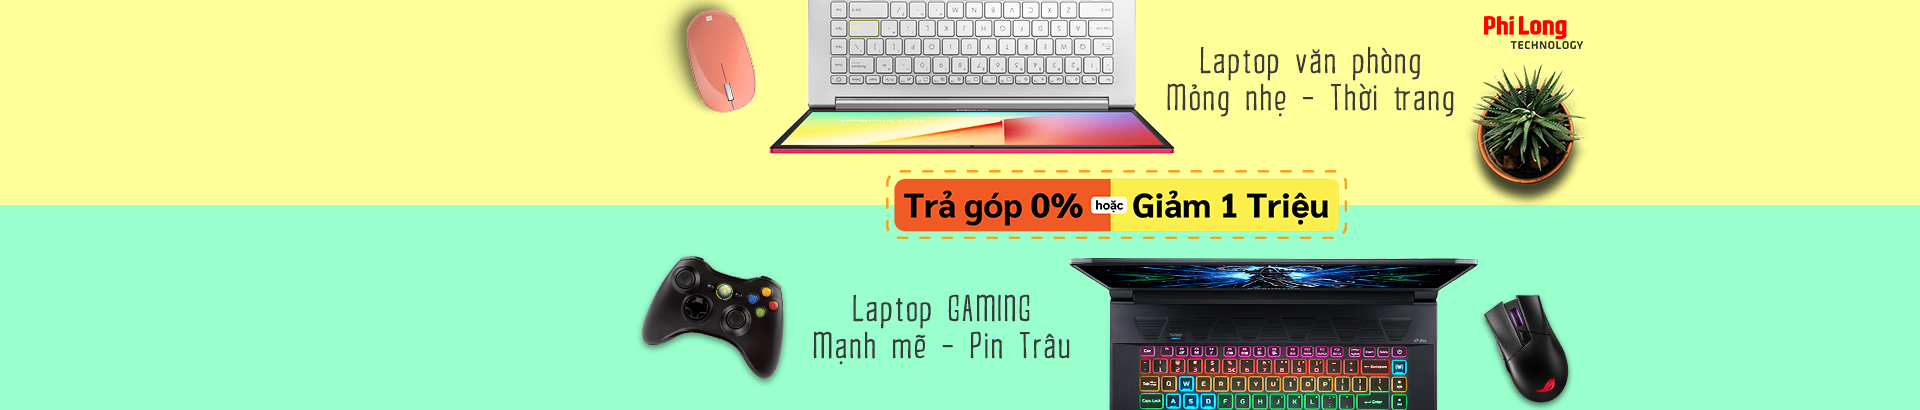 Phi Long
TECHNOLOGY
Laptop văn phòng
Mỏng nhẹ - Thời trang
Trả góp 0% hoặc Giảm 1 Triệu
Laptop GAMING
Mạnh mẽ - Pin Trâu